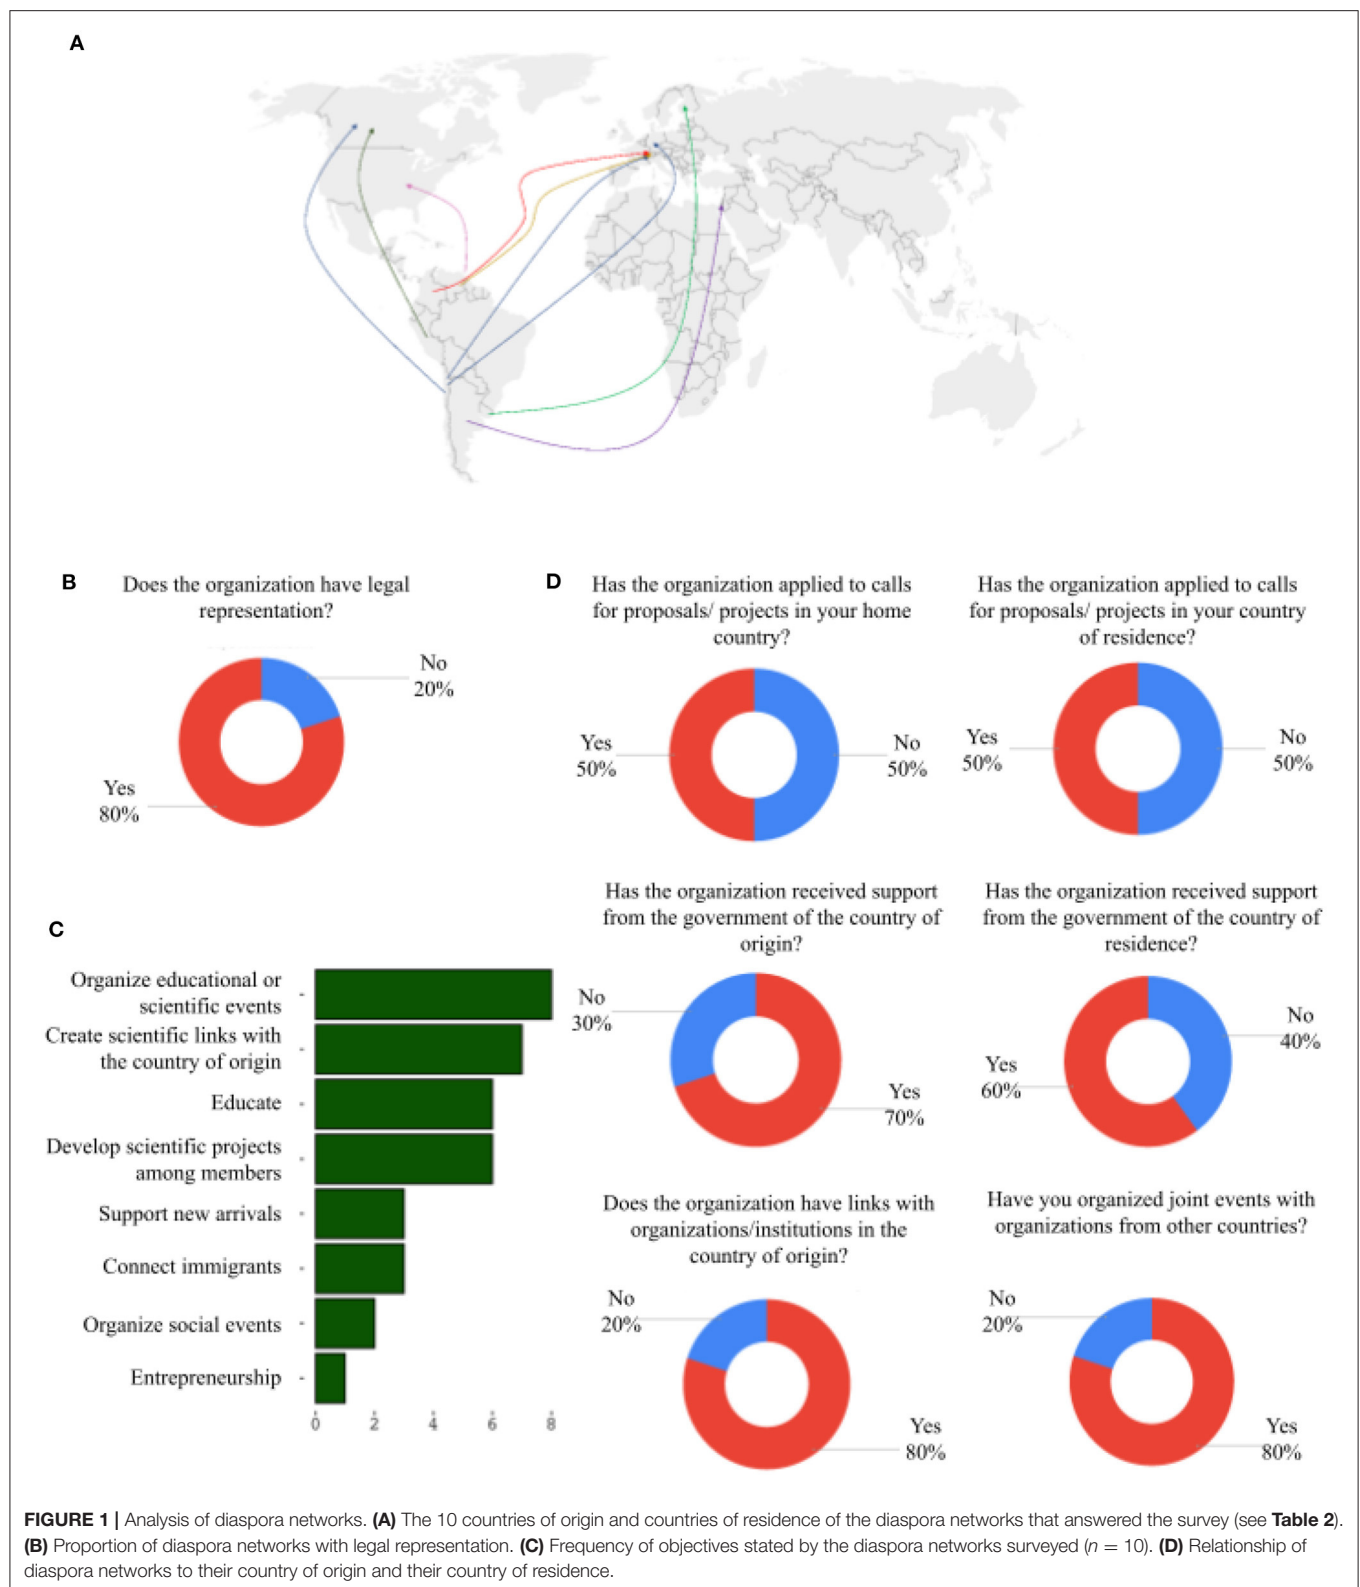 A
B
Does the organization have legal
representation?
No
20%
Yes
80%
C
Organize educational or
scientific events
Create scientific links with
the country of origin
Educate
Develop scientific projects
among members
Support new arrivals
Connect immigrants
Organize social events
Entrepreneurship
0 2 4 6 8
D
Has the organization applied to calls
for proposals/ projects in your home
country?
Yes
50%
No
50%
Has the organization applied to calls
for proposals/ projects in your country
of residence?
Yes
50%
No
50%
Has the organization received support
from the government of the country of
origin?
No
30%
Yes
70%
Has the organization received support
from the government of the country of
residence?
No
40%
Yes
60%
Does the organization have links with
organizations/institutions in the
country of origin?
No
20%
Yes
80%
Have you organized joint events with
organizations from other countries?
No
20%
Yes
80%
FIGURE 1 | Analysis of diaspora networks. (A) The 10 countries of origin and countries of residence of the diaspora networks that answered the survey (see Table 2).
(B) Proportion of diaspora networks with legal representation. (C) Frequency of objectives stated by the diaspora networks surveyed (n = 10). (D) Relationship of
diaspora networks to their country of origin and their country of residence.